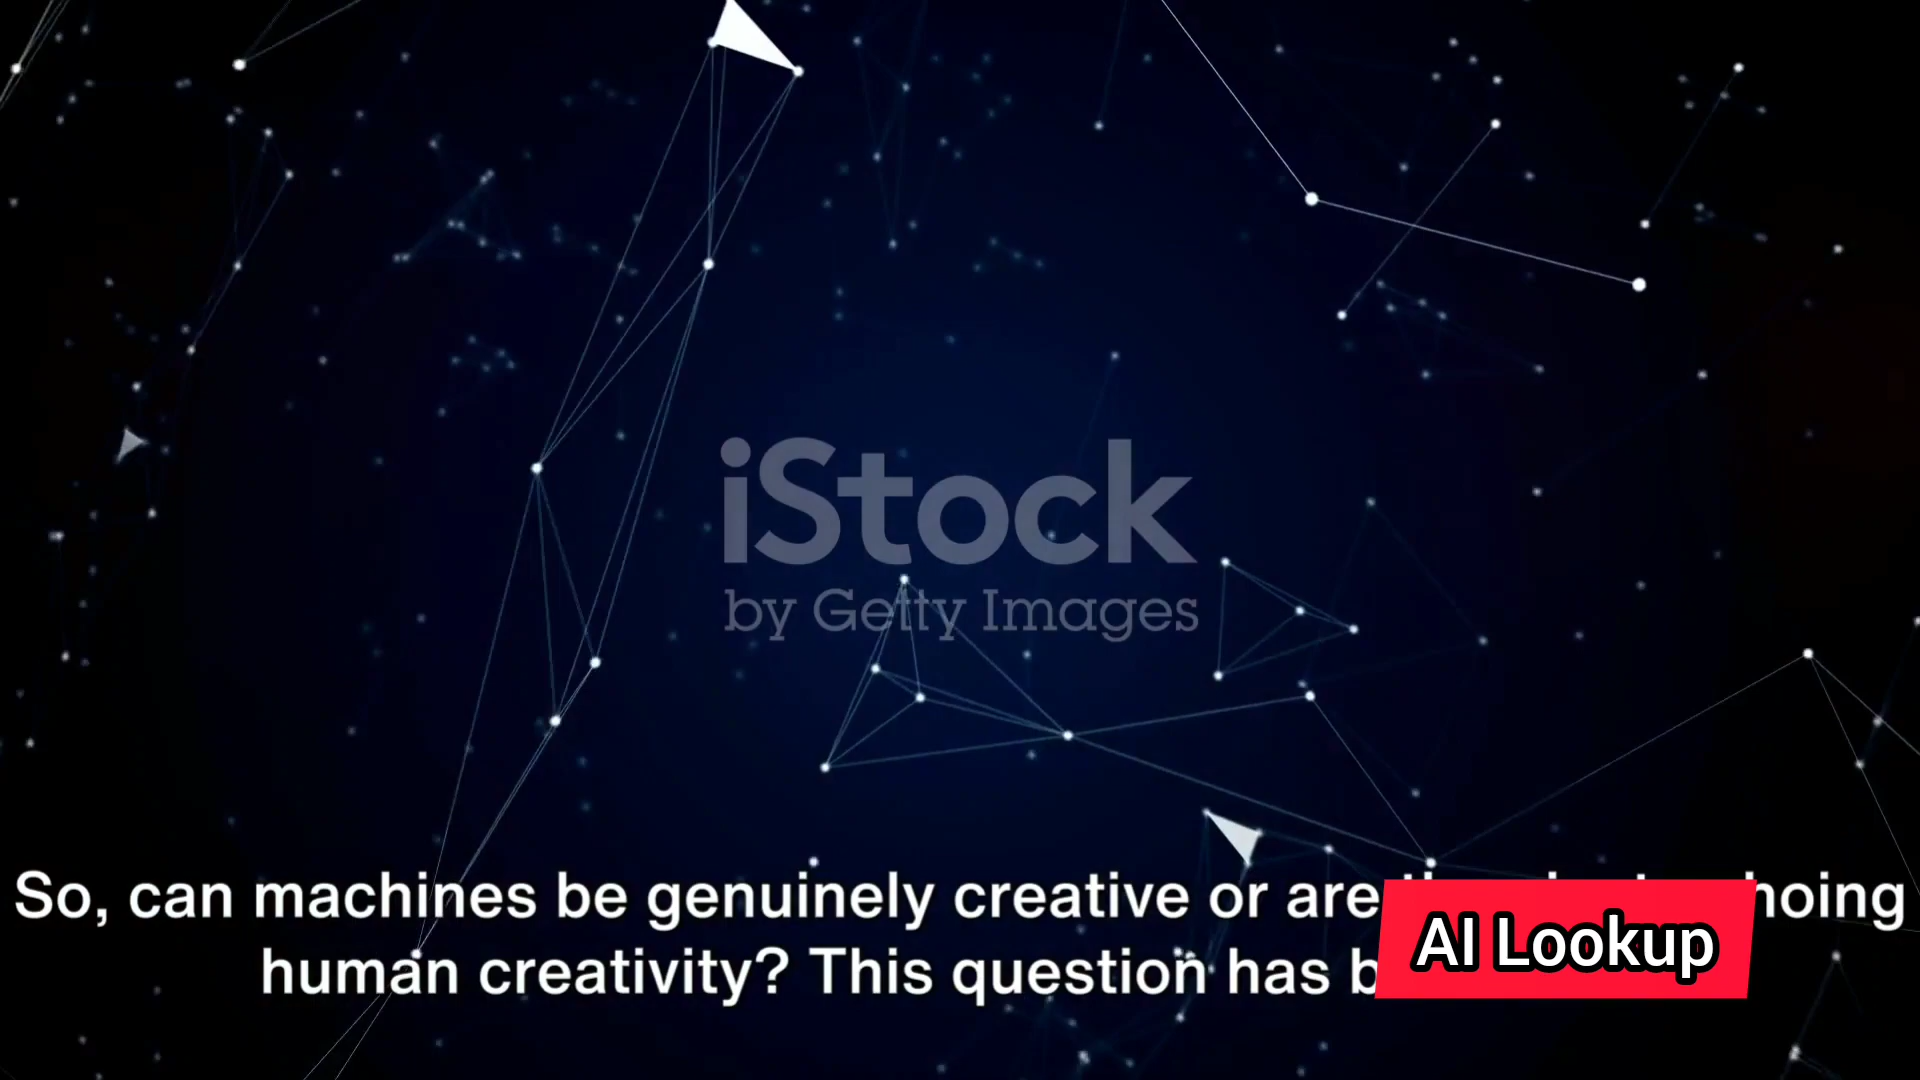 iStock
by Getty Images
So, can machines be genuinely creative or are hoing
human creativity? This question has b
AI Lookup